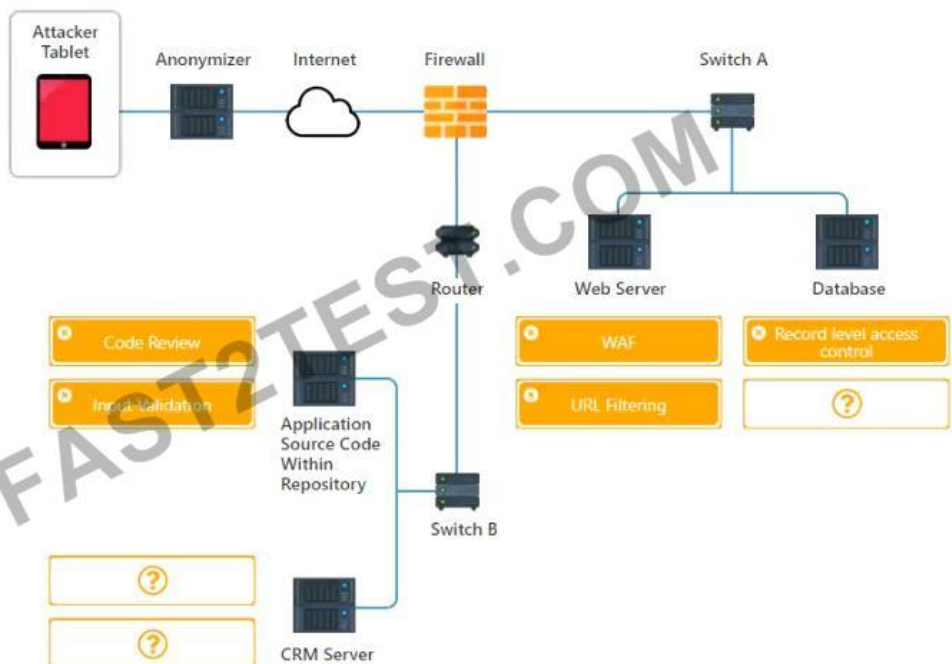 Attacker
Tablet
Anonymizer
Internet
Firewall
Switch A
Router
Web Server
Database
Code Review
WAF
Record level access
control
Input Validation
URL Filtering
?
Application
Source Code
Within
Repository
Switch B
?
?
CRM Server
FAST2TEST.COM